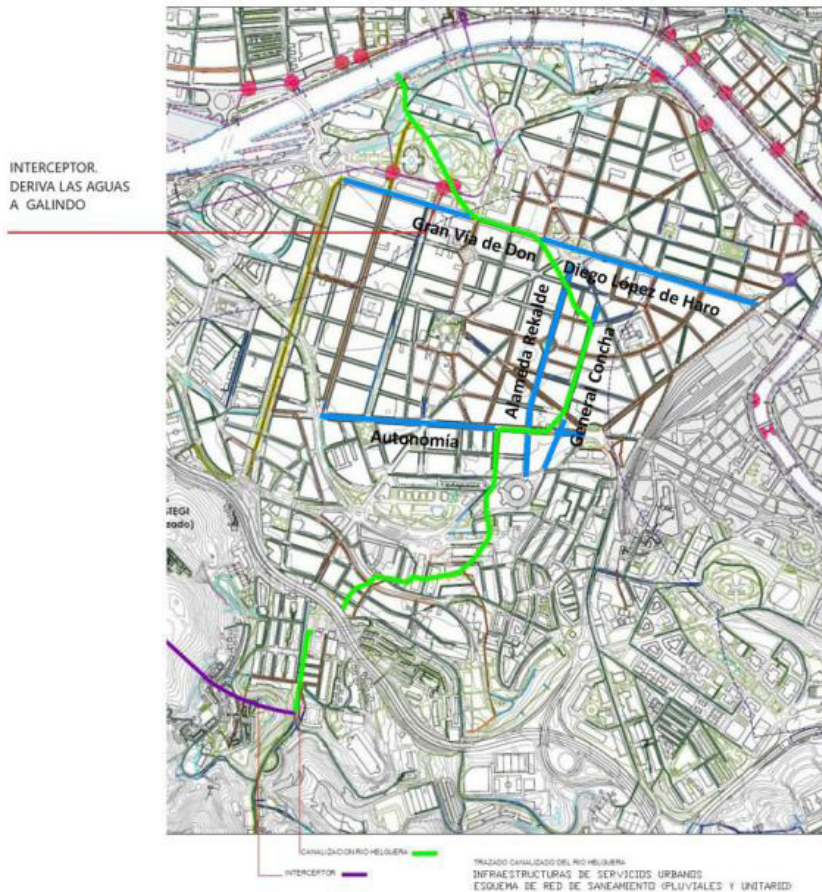 INTERCEPTOR.
DERIVA LAS AGUAS
A GALINDO
Gran Vía de Don
Diego López de Haro
Alameda Rekalde
General Concha
Autonomía
CANALIZACION RIO HELGUERA
INTERCEPTOR
TRAZADO CANALIZADO DEL RIO HELGUERA
INFRAESTRUCTURAS DE SERVICIOS URBANOS
ESQUEMA DE RED DE SANEAMIENTO (PLUVIALES Y UNITARIO)